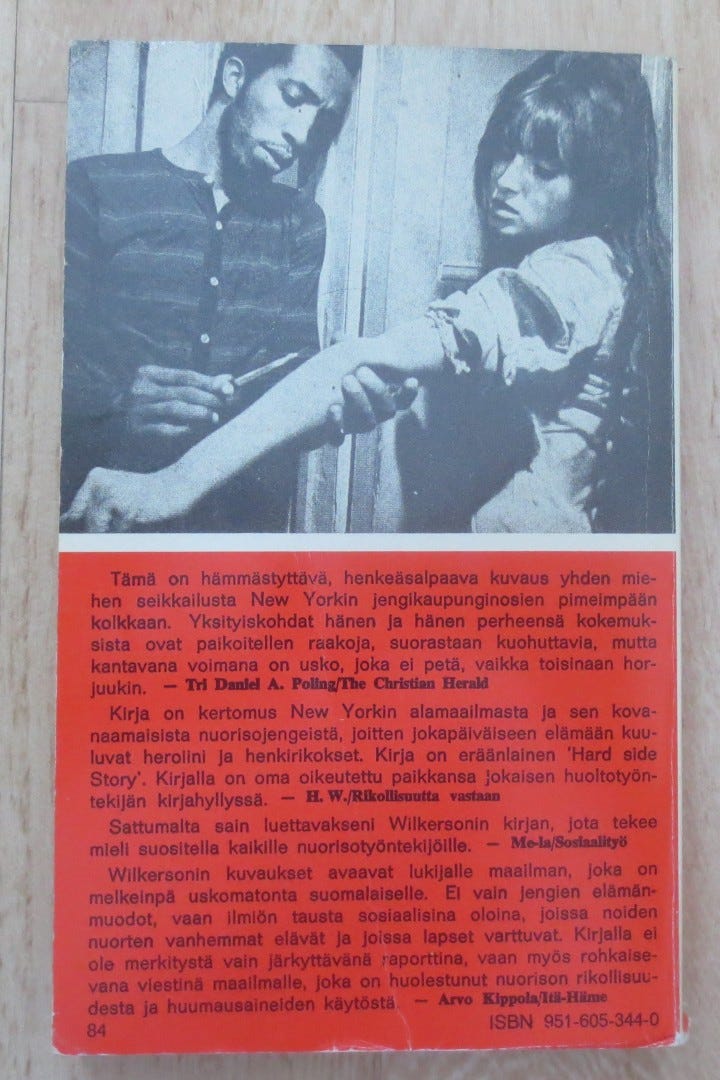 Tämä on hämmästyttävä, henkeäsalpaava kuvaus yhden mie-
hen seikkailusta New Yorkin jengikaupunginosien pimeimpään
kolkkaan. Yksityiskohdat hänen ja hänen perheensä kokemuk-
sista ovat paikoitellen raakoja, suorastaan kuohuttavia, mutta
kantavana voimana on usko, joka ei petä, vaikka toisinaan hor-
juukin. — Tri Daniel A. Poling/The Christian Herald
Kirja on kertomus New Yorkin alamaailmasta ja sen kova-
naamaisista nuorisojengeistä, joitten jokapäiväiseen elämään kuu-
luvat heroiini ja henkirikokset. Kirja on eräänlainen 'Hard side
Story'. Kirjalla on oma oikeutettu paikkansa jokaisen huoltotyön-
tekijän kirjahyllyssä. — H. W./Rikollisuutta vastaan
Sattumalta sain luettavakseni Wilkersonin kirjan, jota tekee
mieli suositella kaikille nuorisotyöntekijöille. — Me-la/Sosiaalityö
Wilkersonin kuvaukset avaavat lukijalle maailman, joka on
melkeinpä uskomatonta suomalaiselle. Ei vain jengien elämän-
muodot, vaan ilmiön tausta sosiaalisina oloina, joissa noiden
nuorten vanhemmat elävät ja joissa lapset varttuvat. Kirjalla ei
ole merkitystä vain järkyttävänä raporttina, vaan myös rohkaise-
vana viestinä maailmalle, joka on huolestunut nuorison rikollisuu-
desta ja huumausaineiden käytöstä. — Arvo Kippola/Itä-Häme
84 ISBN 951-605-344-0